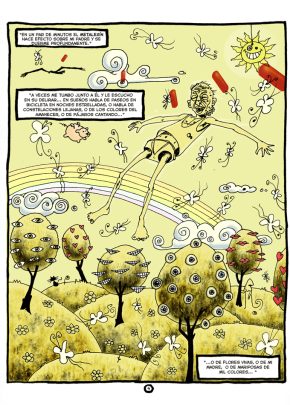 "EN UN PAR DE MINUTOS EL METALGIN
HACE EFECTO SOBRE MI PADRE Y SE
DUERME PROFUNDAMENTE."
"A VECES ME TUMBO JUNTO A ÉL Y LE ESCUCHO
EN SU DELIRAR... EN SUEÑOS HABLA DE PASEOS EN
BICICLETA EN NOCHES ESTRELLADAS, O HABLA DE
CONSTELACIONES LEJANAS, O DE LOS COLORES DEL
AMANECER, O DE PÁJAROS CANTANDO..."
"...O DE FLORES VIVAS, O DE MI
MADRE, O DE MARIPOSAS DE
MIL COLORES..."